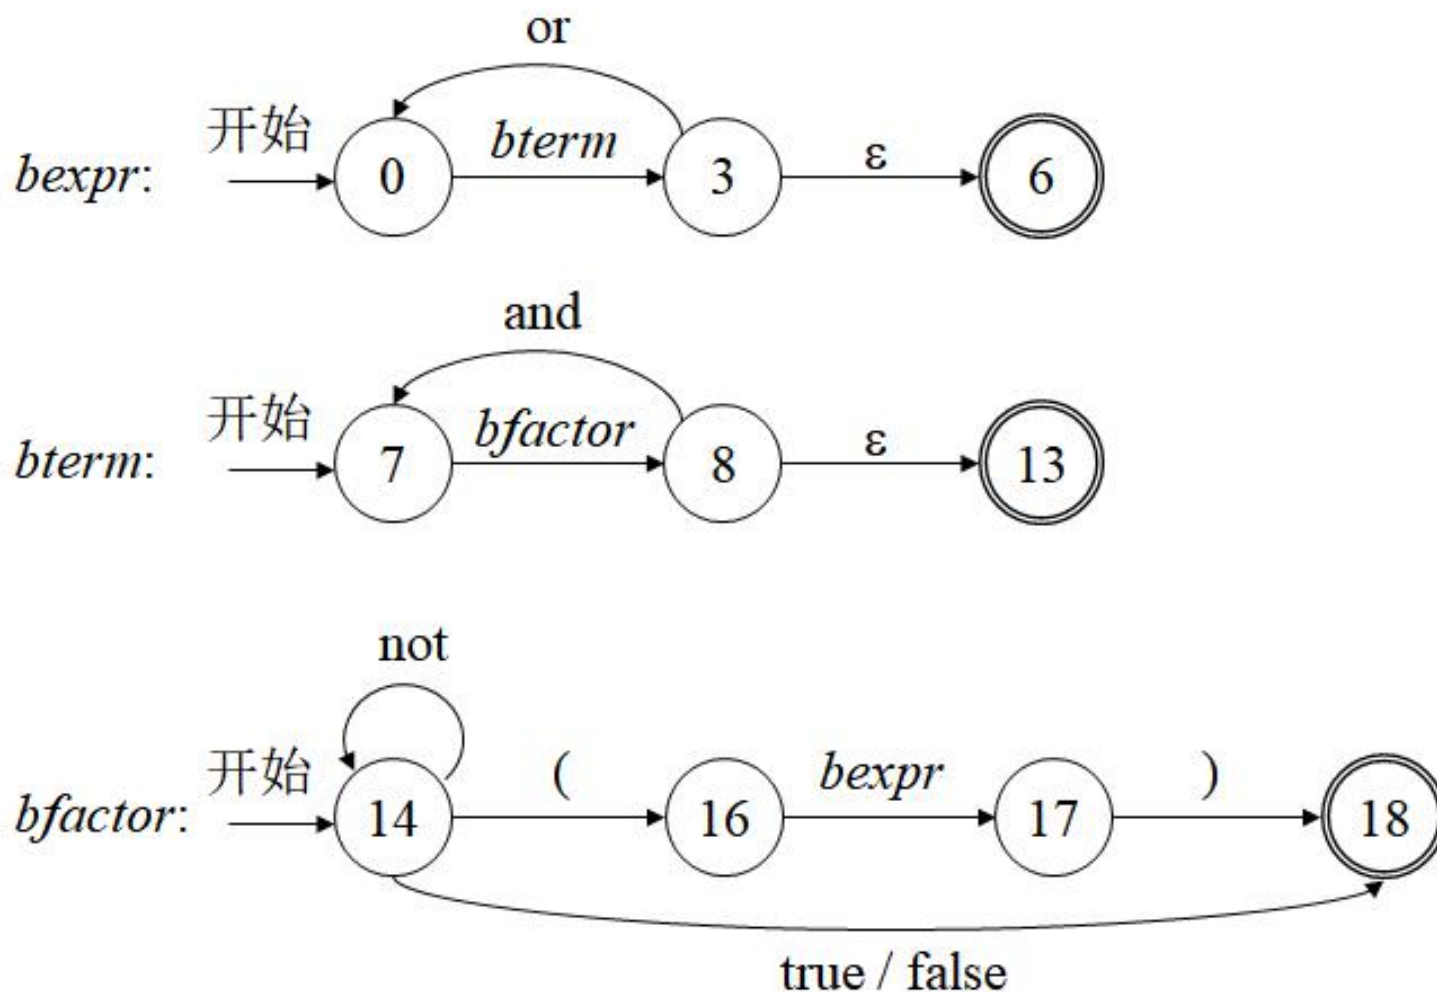 or
开始
bexpr:
0
bterm
3
ε
6
and
开始
bterm:
7
bfactor
8
ε
13
not
开始
bfactor:
14
(
16
bexpr
17
)
18
true / false